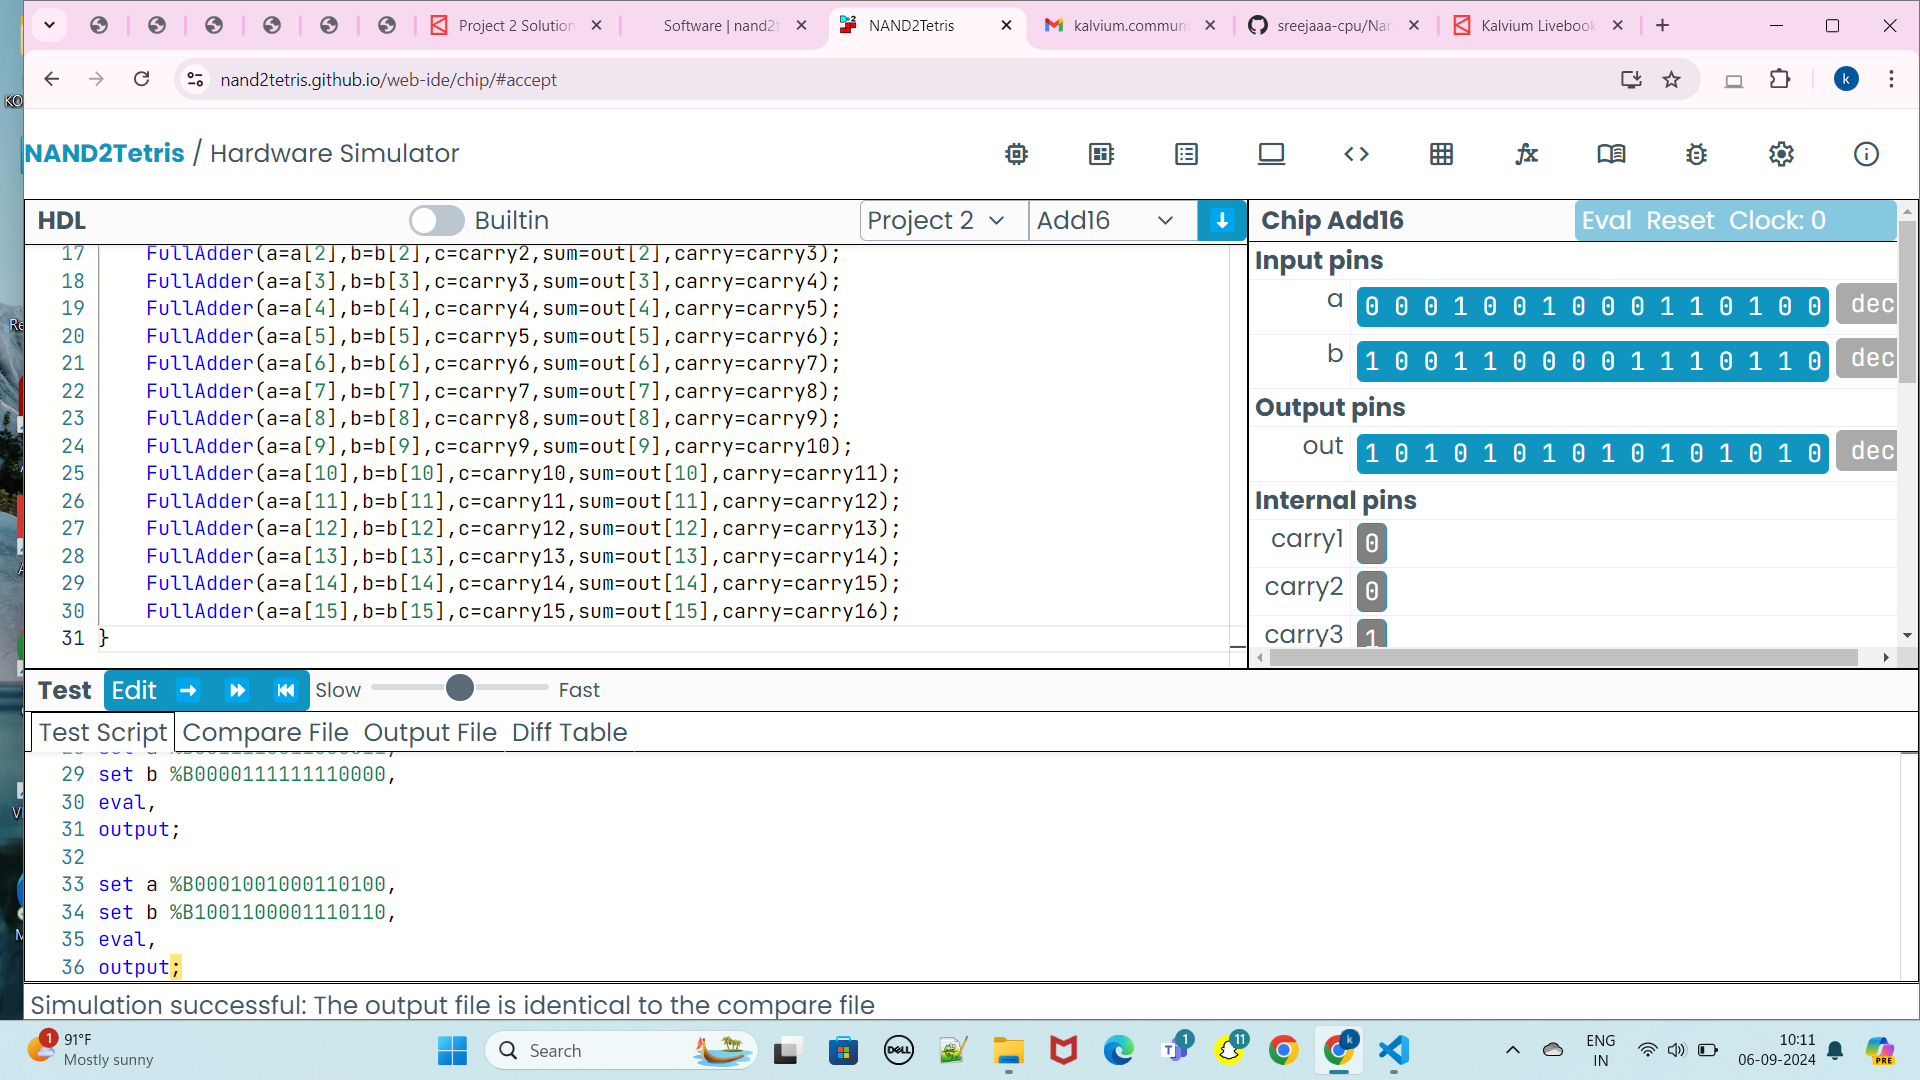 Project 2 Solution
Software | nand2t
NAND2Tetris
kalvium.communi
sreejaaa-cpu/Nan
Kalvium Livebook
nand2tetris.github.io/web-ide/chip/#accept
k
NAND2Tetris / Hardware Simulator
HDL
Builtin
Project 2
Add16
Chip Add16
Eval Reset Clock: 0
17 FullAdder(a=a[2],b=b[2],c=carry2,sum=out[2],carry=carry3);
18 FullAdder(a=a[3],b=b[3],c=carry3,sum=out[3],carry=carry4);
19 FullAdder(a=a[4],b=b[4],c=carry4,sum=out[4],carry=carry5);
20 FullAdder(a=a[5],b=b[5],c=carry5,sum=out[5],carry=carry6);
21 FullAdder(a=a[6],b=b[6],c=carry6,sum=out[6],carry=carry7);
22 FullAdder(a=a[7],b=b[7],c=carry7,sum=out[7],carry=carry8);
23 FullAdder(a=a[8],b=b[8],c=carry8,sum=out[8],carry=carry9);
24 FullAdder(a=a[9],b=b[9],c=carry9,sum=out[9],carry=carry10);
25 FullAdder(a=a[10],b=b[10],c=carry10,sum=out[10],carry=carry11);
26 FullAdder(a=a[11],b=b[11],c=carry11,sum=out[11],carry=carry12);
27 FullAdder(a=a[12],b=b[12],c=carry12,sum=out[12],carry=carry13);
28 FullAdder(a=a[13],b=b[13],c=carry13,sum=out[13],carry=carry14);
29 FullAdder(a=a[14],b=b[14],c=carry14,sum=out[14],carry=carry15);
30 FullAdder(a=a[15],b=b[15],c=carry15,sum=out[15],carry=carry16);
31 }
Input pins
a 0 0 0 1 0 0 1 0 0 0 1 1 0 1 0 0 dec
b 1 0 0 1 1 0 0 0 0 1 1 1 0 1 1 0 dec
Output pins
out 1 0 1 0 1 0 1 0 1 0 1 0 1 0 1 0 dec
Internal pins
carry1 0
carry2 0
carry3 1
Test Edit Slow Fast
Test Script Compare File Output File Diff Table
29 set b %B0000111111110000,
30 eval,
31 output;
32
33 set a %B0001001000110100,
34 set b %B1001100001110110,
35 eval,
36 output;
Simulation successful: The output file is identical to the compare file
1
91°F
Mostly sunny
Search
DELL
1
11
k
ENG
IN
10:11
06-09-2024
PRE